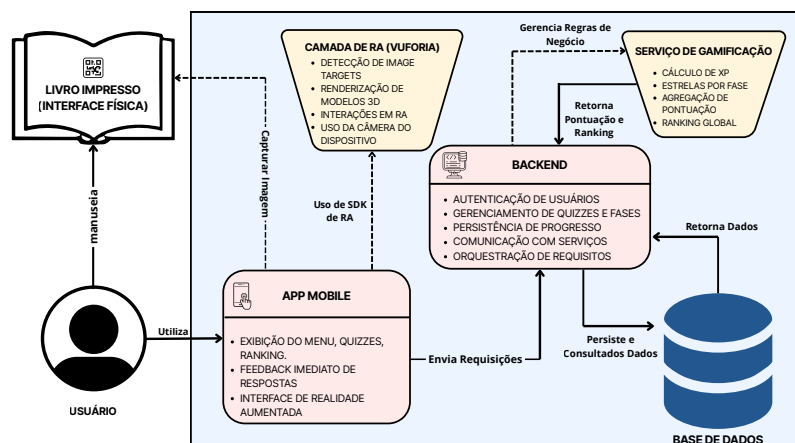 LIVRO IMPRESSO
(INTERFACE FÍSICA)
manuseia
USUÁRIO
Utiliza
Capturar Imagem
CAMADA DE RA (VUFORIA)
DETECÇÃO DE IMAGE
TARGETS
RENDERIZAÇÃO DE
MODELOS 3D
INTERAÇÕES EM RA
USO DA CÂMERA DO
DISPOSITIVO
Uso de SDK
de RA
APP MOBILE
EXIBIÇÃO DO MENU, QUIZZES,
RANKING.
FEEDBACK IMEDIATO DE
RESPOSTAS
INTERFACE DE REALIDADE
AUMENTADA
Envia Requisições
Gerencia Regras de
Negócio
SERVIÇO DE GAMIFICAÇÃO
CÁLCULO DE XP
ESTRELAS POR FASE
AGREGAÇÃO DE
PONTUAÇÃO
RANKING GLOBAL
Retorna
Pontuação e
Ranking
BACKEND
AUTENTICAÇÃO DE USUÁRIOS
GERENCIAMENTO DE QUIZZES E FASES
PERSISTÊNCIA DE PROGRESSO
COMUNICAÇÃO COM SERVIÇOS
ORQUESTRAÇÃO DE REQUISITOS
Retorna Dados
Persiste e
Consultados Dados
BASE DE DADOS